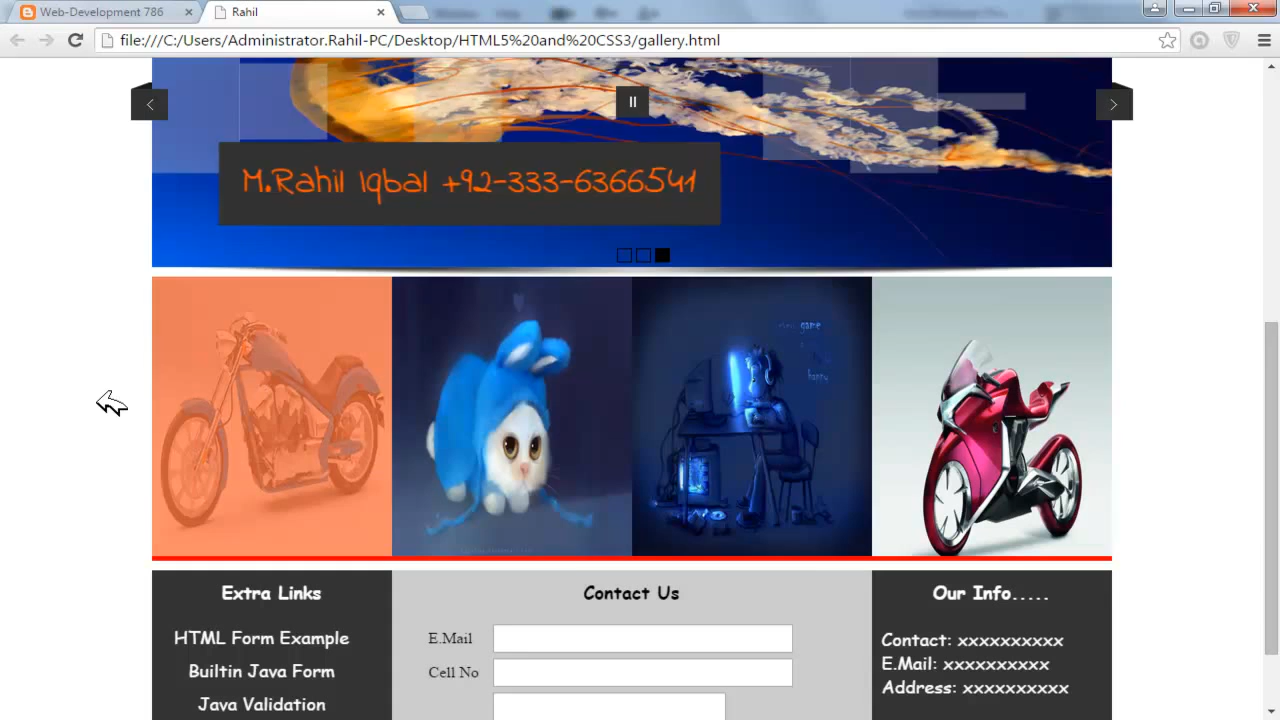 Web-Development 786
Rahil
file:///C:/Users/Administrator.Rahil-PC/Desktop/HTML5%20and%20CSS3/gallery.html
M.Rahil Iqbal +92-333-6366541
game
happy
Extra Links
HTML Form Example
Builtin Java Form
Java Validation
Contact Us
E.Mail
Cell No
Our Info.....
Contact: xxxxxxxxxx
E.Mail: xxxxxxxxxx
Address: xxxxxxxxxx